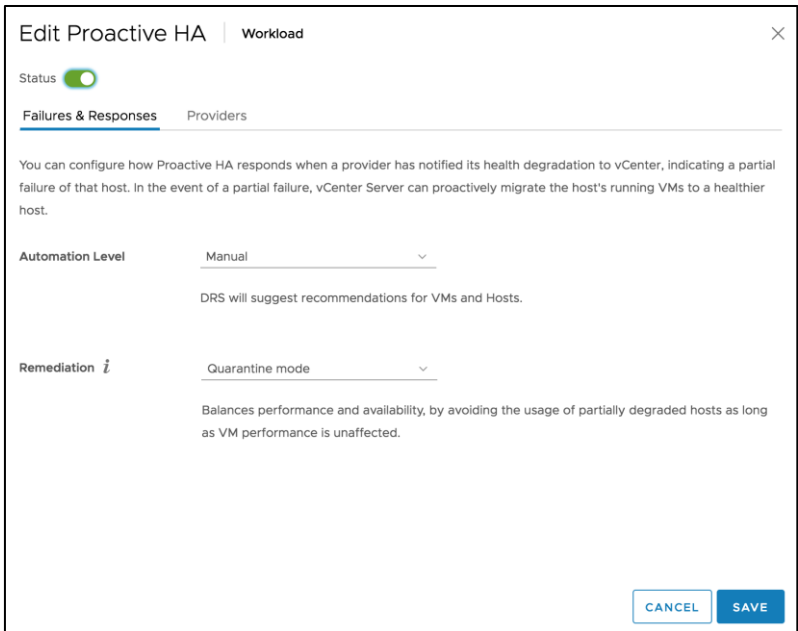 Edit Proactive HA Workload
Status
Failures & Responses Providers
You can configure how Proactive HA responds when a provider has notified its health degradation to vCenter, indicating a partial
failure of that host. In the event of a partial failure, vCenter Server can proactively migrate the host's running VMs to a healthier
host.
Automation Level Manual
DRS will suggest recommendations for VMs and Hosts.
Remediation i Quarantine mode
Balances performance and availability, by avoiding the usage of partially degraded hosts as long
as VM performance is unaffected.
CANCEL SAVE